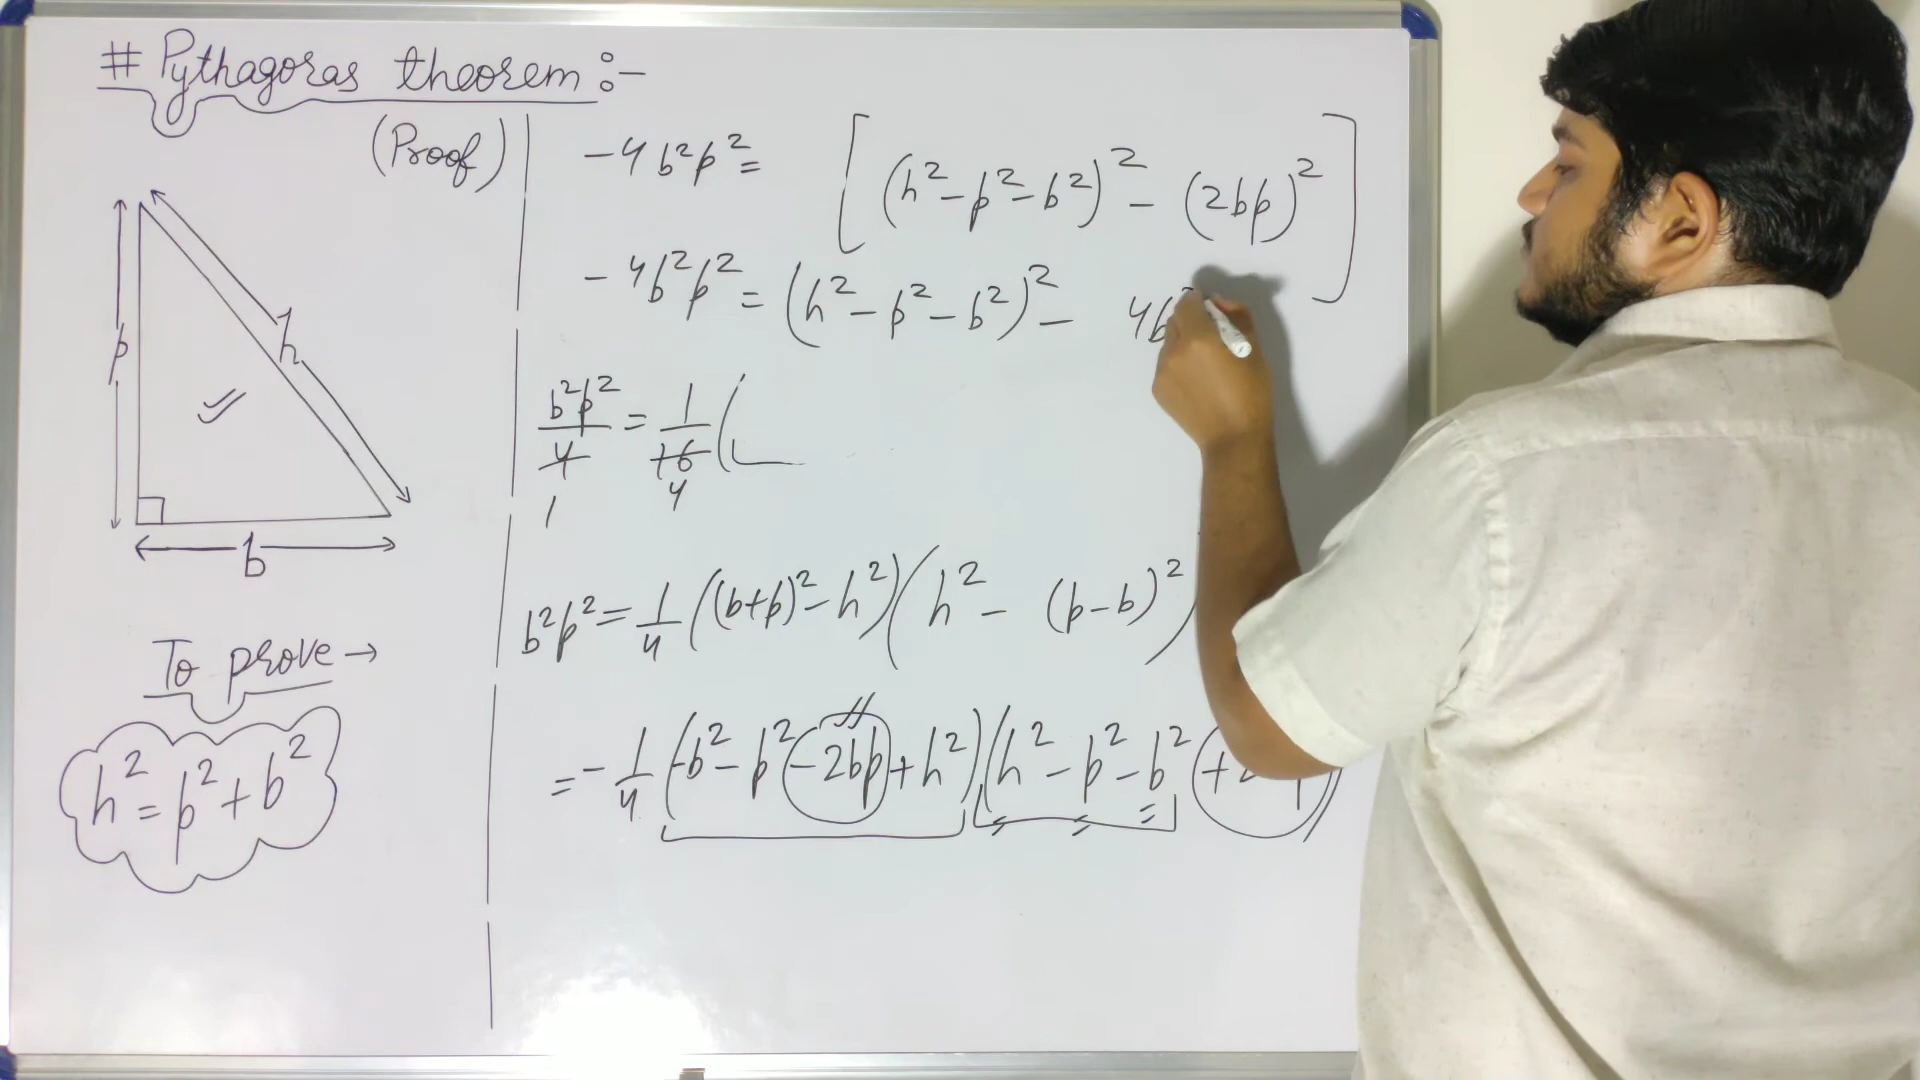 # Pythagoras theorem :-
(Proof)
p
h
b
To prove →
h² = p² + b²
-4b²p² = [(h² - p² - b²)² - (2bp)²]
-4b²p² = (h² - p² - b²)² - 4b²
b²p²/4 = 1/16 (
1
4
b²p² = 1/4 ((b+p)² - h²)(h² - (p-b)²
= -1/4 (-b² - p² - 2bp + h²)(h² - p² - b² +